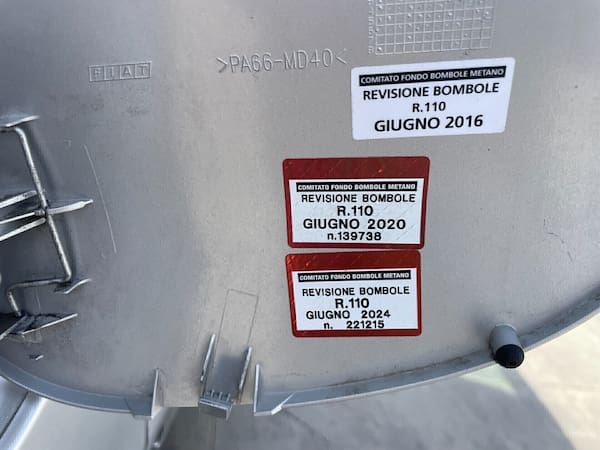 FIAT
>PA66-MD40<
COMITATO FONDO BOMBOLE METANO
REVISIONE BOMBOLE
R.110
GIUGNO 2016
COMITATO FONDO BOMBOLE METANO
REVISIONE BOMBOLE
R.110
GIUGNO 2020
n.139738
COMITATO FONDO BOMBOLE METANO
REVISIONE BOMBOLE
R.110
GIUGNO 2024
n. 221215